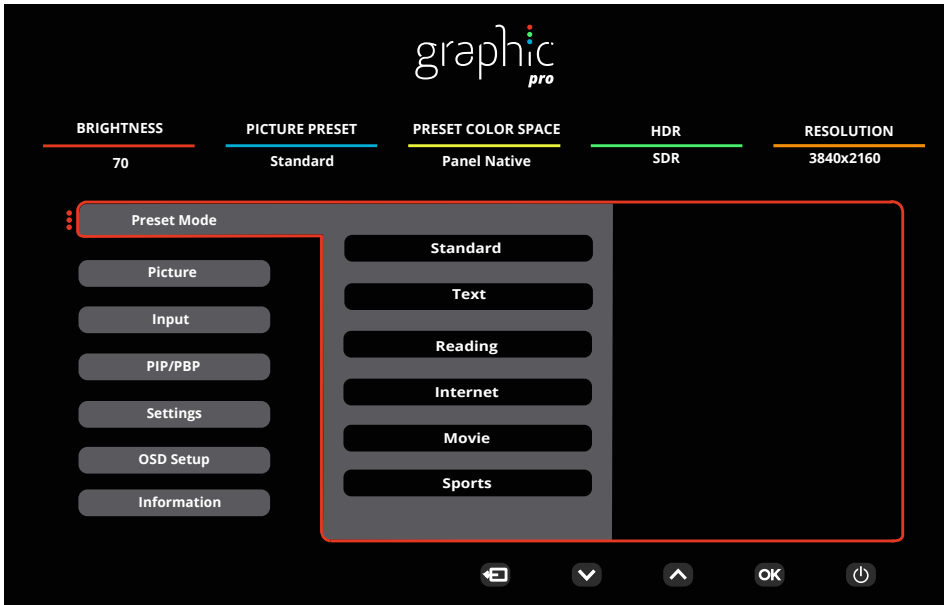 graphic
pro
BRIGHTNESS PICTURE PRESET PRESET COLOR SPACE HDR RESOLUTION
70 Standard Panel Native SDR 3840x2160
Preset Mode
Picture
Input
PIP/PBP
Settings
OSD Setup
Information
Standard
Text
Reading
Internet
Movie
Sports
OK